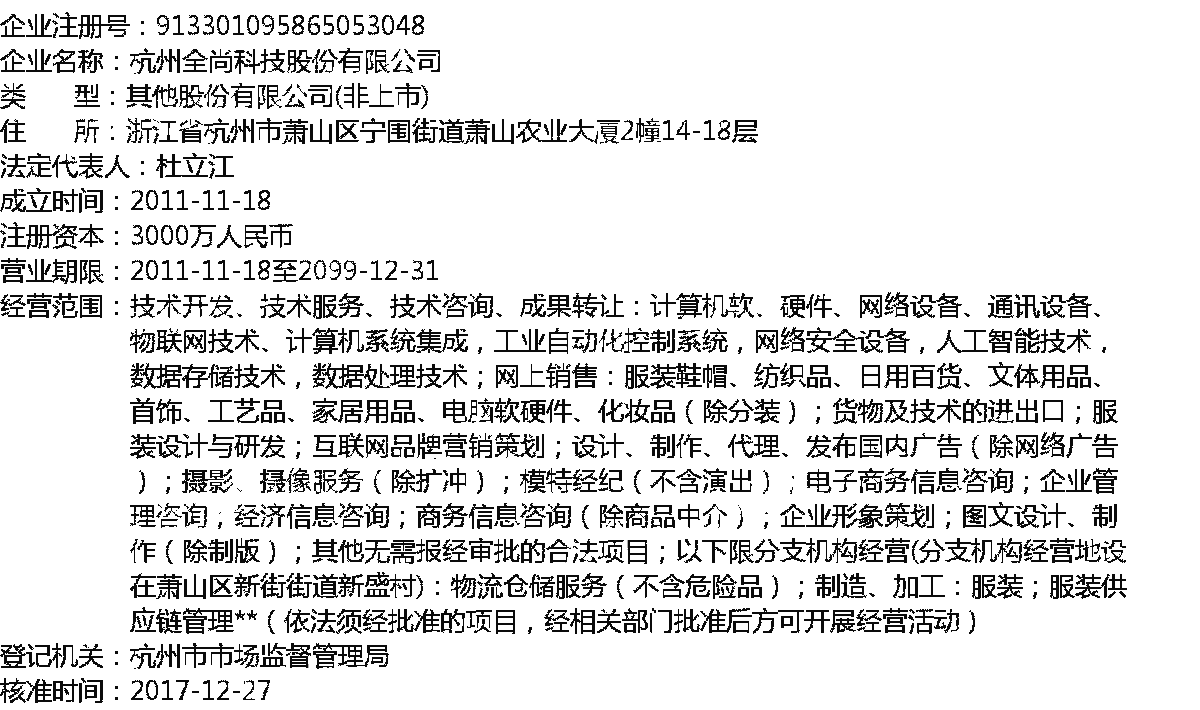 企业注册号：913301095865053048
企业名称：杭州全尚科技股份有限公司
类　　型：其他股份有限公司(非上市)
住　　所：浙江省杭州市萧山区宁围街道萧山农业大厦2幢14-18层
法定代表人：杜立江
成立时间：2011-11-18
注册资本：3000万人民币
营业期限：2011-11-18至2099-12-31
经营范围：技术开发、技术服务、技术咨询、成果转让：计算机软、硬件、网络设备、通讯设备、
物联网技术、计算机系统集成，工业自动化控制系统，网络安全设备，人工智能技术，
数据存储技术，数据处理技术；网上销售：服装鞋帽、纺织品、日用百货、文体用品、
首饰、工艺品、家居用品、电脑软硬件、化妆品（除分装）；货物及技术的进出口；服
装设计与研发；互联网品牌营销策划；设计、制作、代理、发布国内广告（除网络广告
）；摄影、摄像服务（除扩冲）；模特经纪（不含演出）；电子商务信息咨询；企业管
理咨询；经济信息咨询；商务信息咨询（除商品中介）；企业形象策划；图文设计、制
作（除制版）；其他无需报经审批的合法项目；以下限分支机构经营(分支机构经营地设
在萧山区新街街道新盛村)：物流仓储服务（不含危险品）；制造、加工：服装；服装供
应链管理**（依法须经批准的项目，经相关部门批准后方可开展经营活动）
登记机关：杭州市市场监督管理局
核准时间：2017-12-27